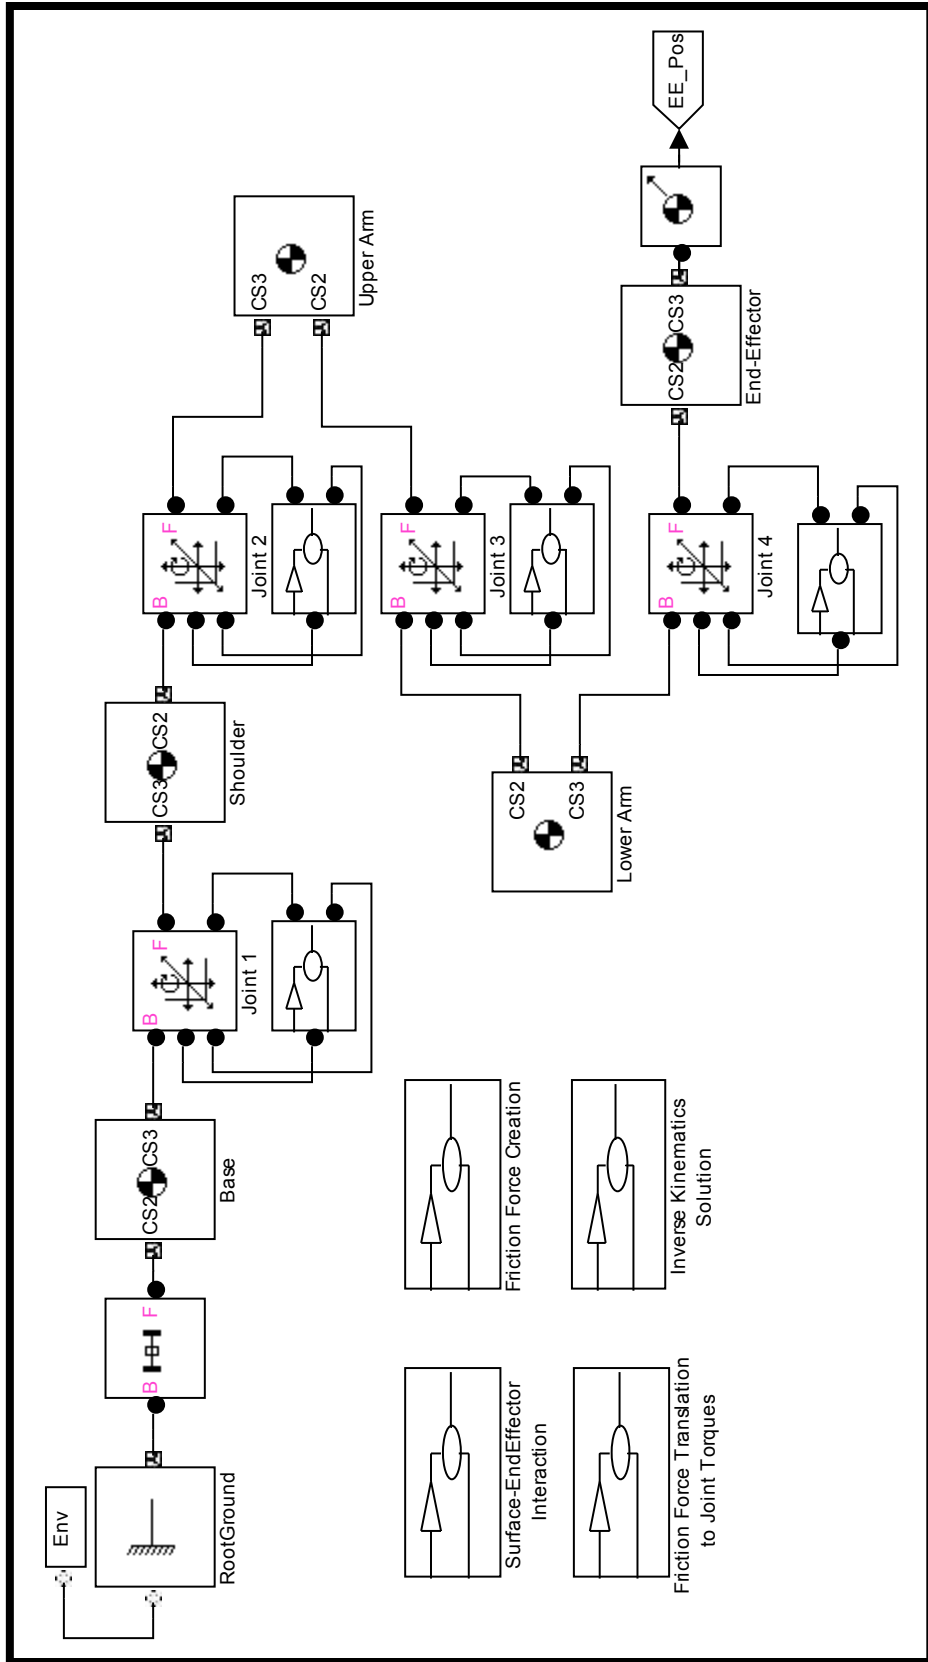 Env
RootGround
B
F
CS2
CS3
Base
B
F
Joint 1
CS3
CS2
Shoulder
B
F
Joint 2
CS3
CS2
Upper Arm
B
F
Joint 3
CS2
CS3
Lower Arm
B
F
Joint 4
CS2
CS3
End-Effector
EE_Pos
Surface-EndEffector
Interaction
Friction Force Creation
Friction Force Translation
to Joint Torques
Inverse Kinematics
Solution